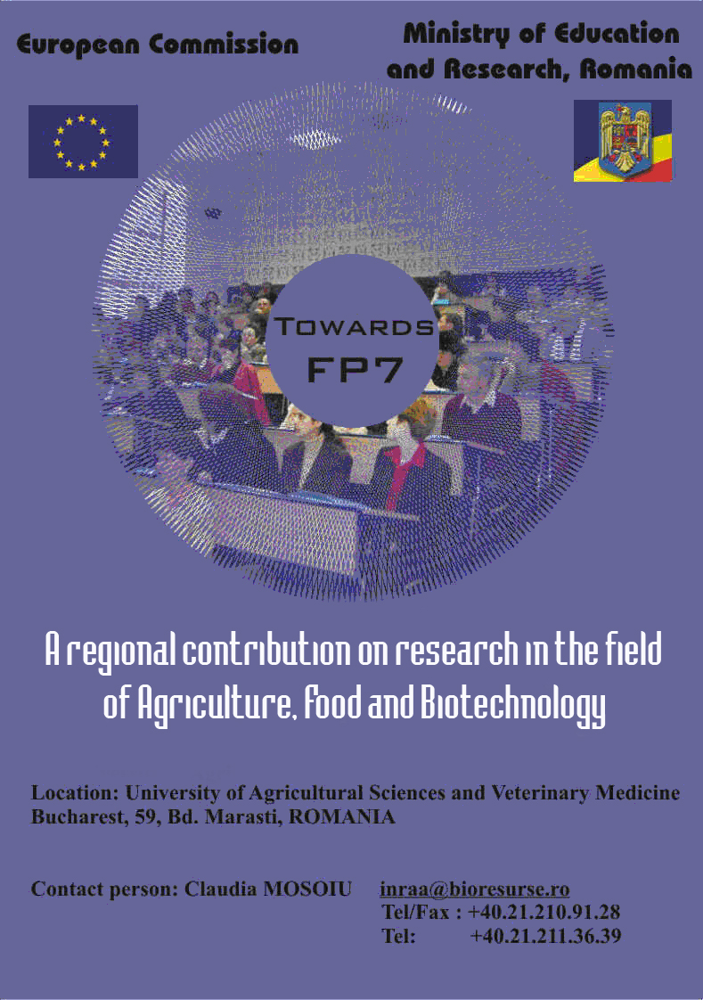 European Commission
Ministry of Education
and Research, Romania
Towards
FP7
A regional contribution on research in the field
of Agriculture, Food and Biotechnology
Location: University of Agricultural Sciences and Veterinary Medicine
Bucharest, 59, Bd. Marasti, ROMANIA
Contact person: Claudia MOSOIU inraa@bioresurse.ro
Tel/Fax : +40.21.210.91.28
Tel: +40.21.211.36.39